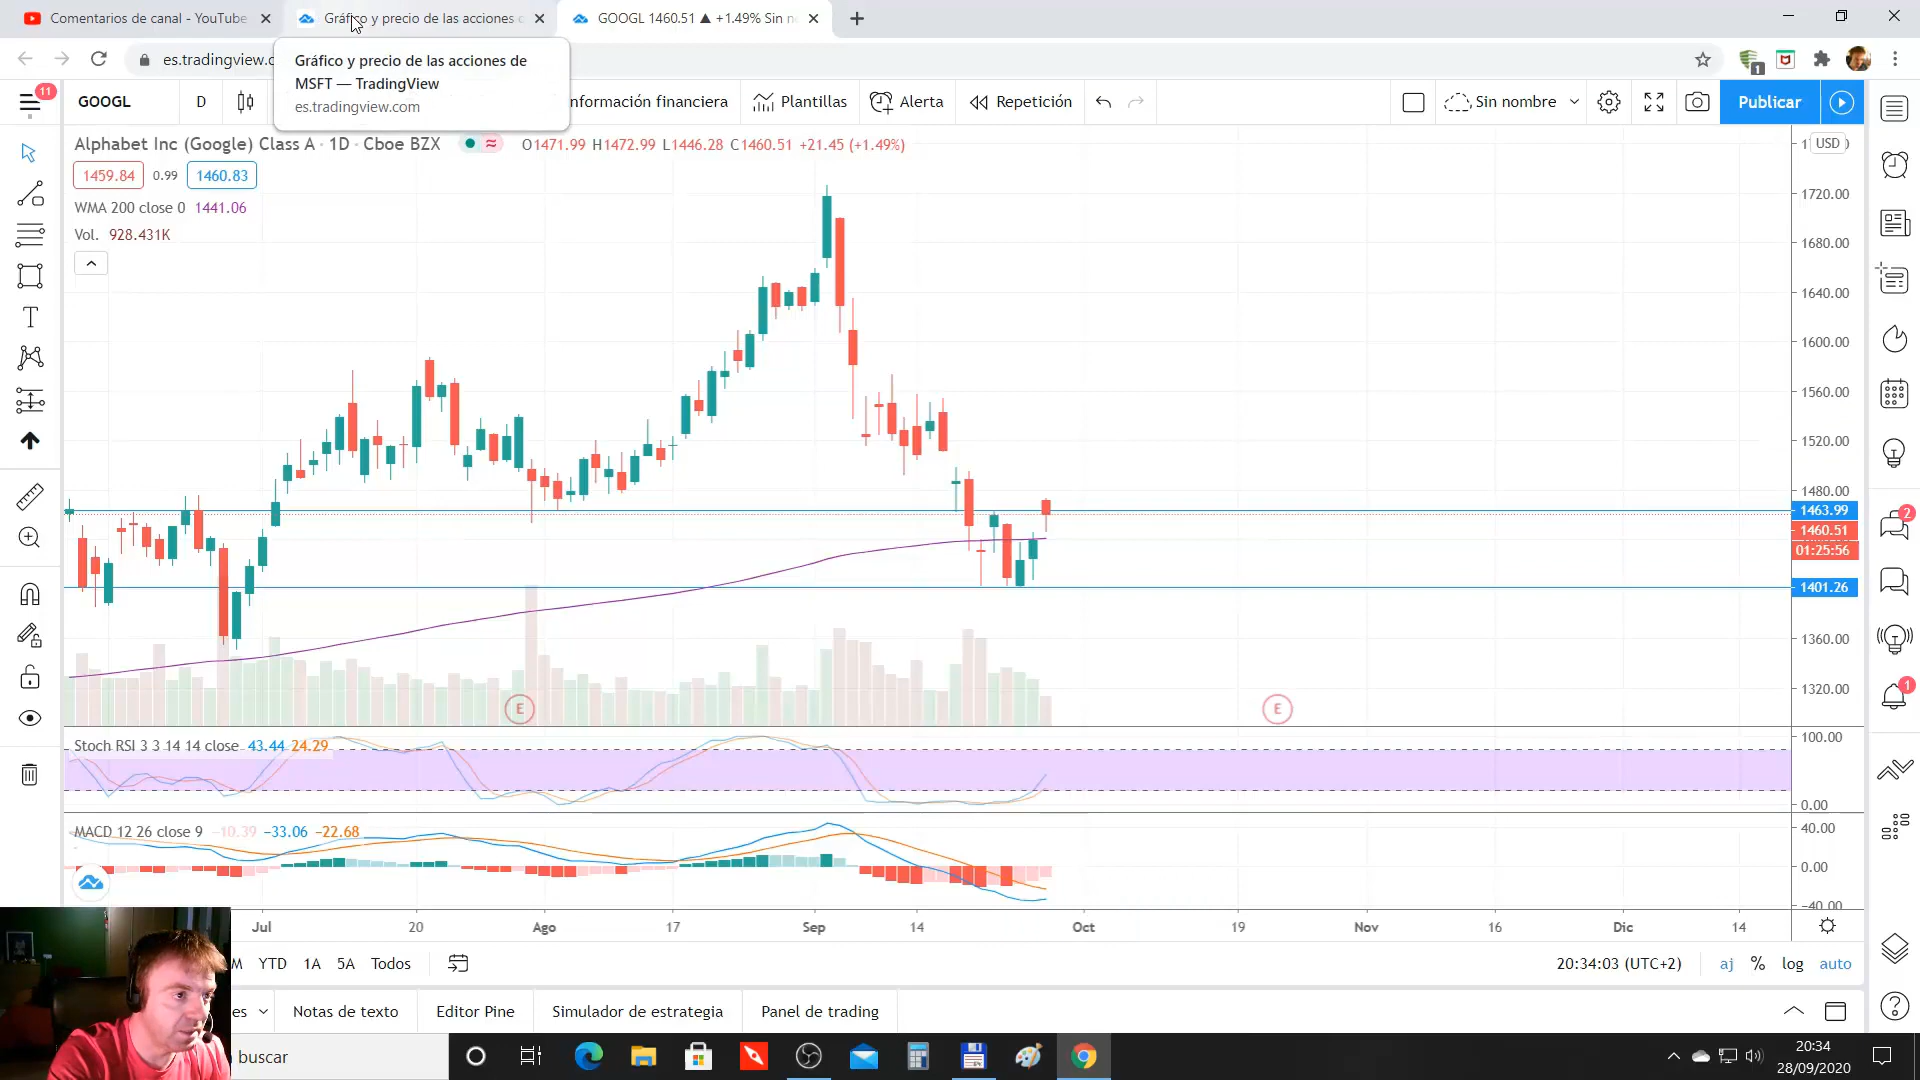 Comentarios de canal - YouTube
Gráfico y precio de las acciones
GOOGL 1460.51 ▲ +1.49% Sin n
es.tradingview.c
Gráfico y precio de las acciones de
MSFT — TradingView
es.tradingview.com
11
GOOGL
D
nformación financiera
Plantillas
Alerta
Repetición
Sin nombre
Publicar
1
Alphabet Inc (Google) Class A · 1D · Cboe BZX
O1471.99 H1472.99 L1446.28 C1460.51 +21.45 (+1.49%)
USD
1459.84 0.99 1460.83
WMA 200 close 0 1441.06
Vol. 928.431K
1720.00
1680.00
1640.00
1600.00
1560.00
1520.00
1480.00
1463.99
1460.51
01:25:56
1401.26
1360.00
1320.00
E
E
Stoch RSI 3 3 14 14 close 43.44 24.29
100.00
0.00
MACD 12 26 close 9 −10.39 −33.06 −22.68
40.00
0.00
−40.00
Jul 20 Ago 17 Sep 14 Oct 19 Nov 16 Dic 14
2
1
M YTD 1A 5A Todos
20:34:03 (UTC+2) aj % log auto
es Notas de texto Editor Pine Simulador de estrategia Panel de trading
buscar
20:34
28/09/2020